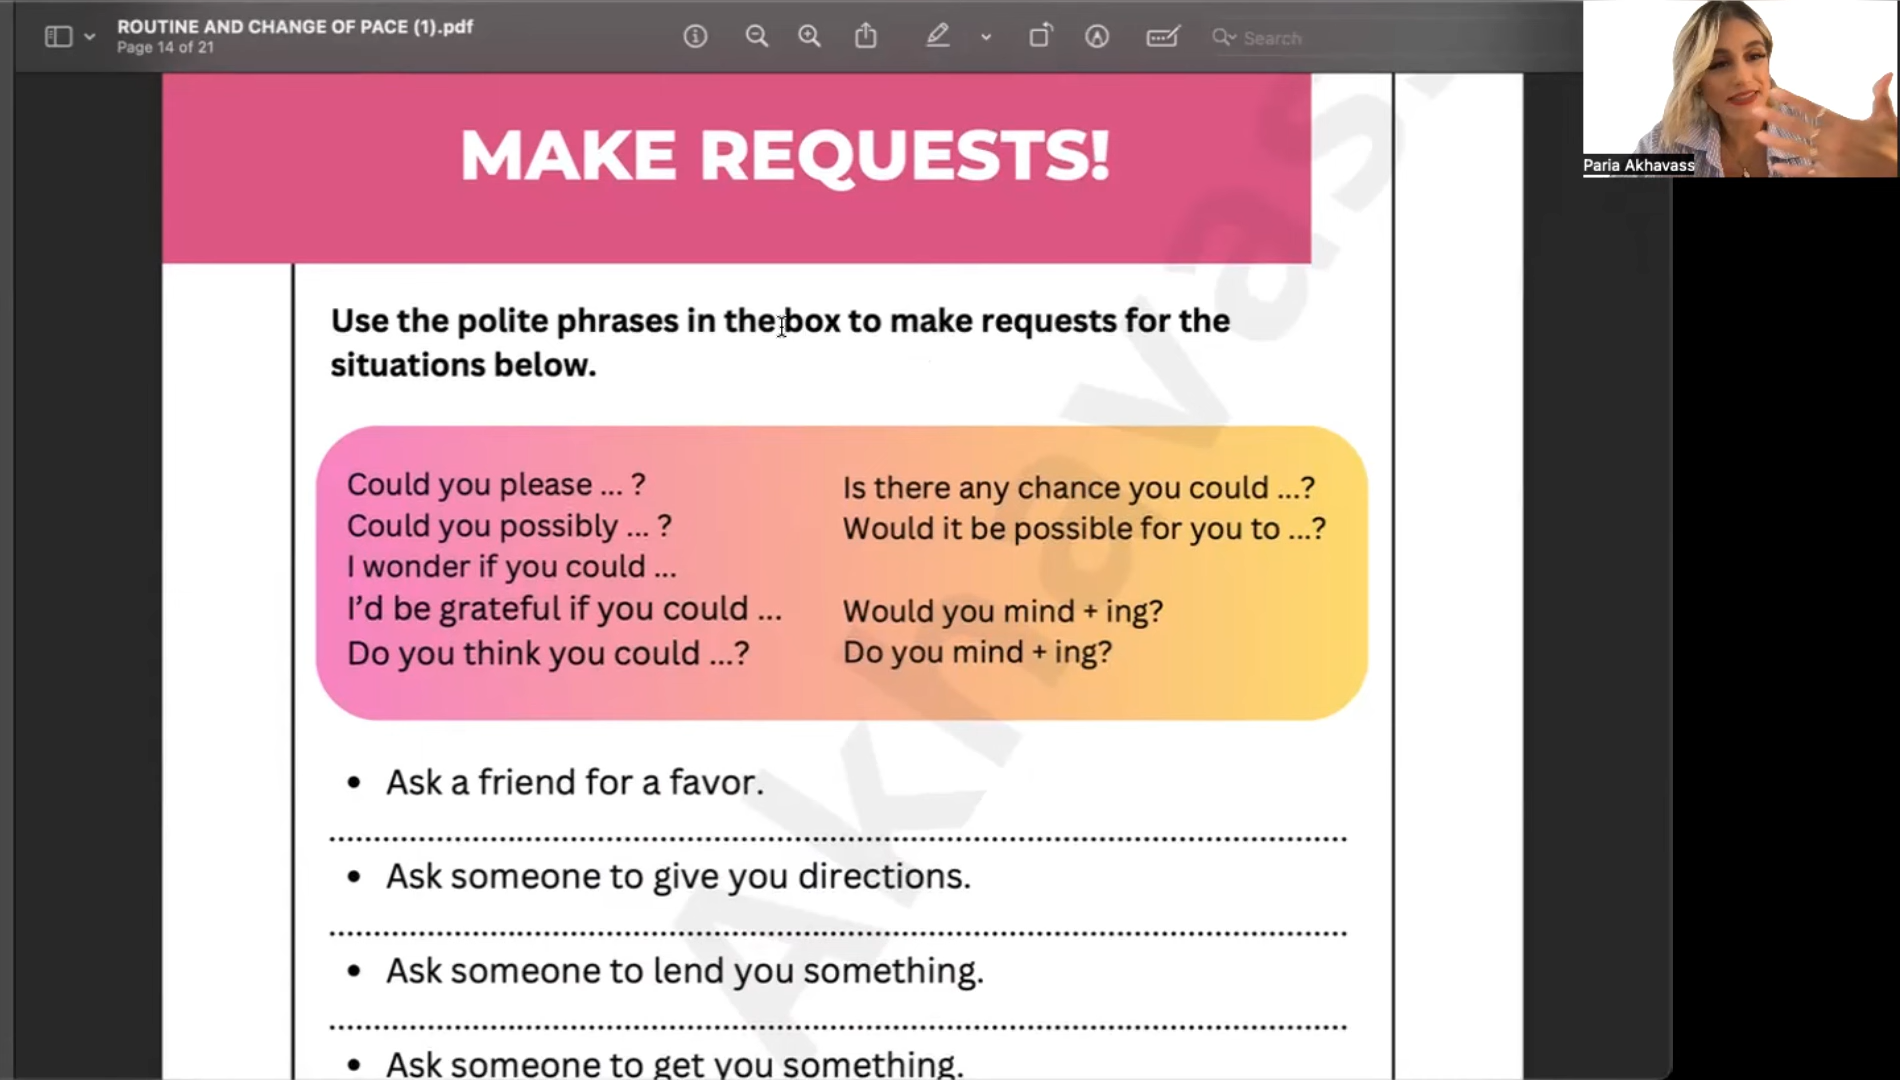 ROUTINE AND CHANGE OF PACE (1).pdf
Page 14 of 21
Search
Paria Akhavass
MAKE REQUESTS!
Use the polite phrases in the box to make requests for the
situations below.
Could you please ... ?
Could you possibly ... ?
I wonder if you could ...
I'd be grateful if you could ...
Do you think you could ...?
Is there any chance you could ...?
Would it be possible for you to ...?
Would you mind + ing?
Do you mind + ing?
• Ask a friend for a favor.
• Ask someone to give you directions.
• Ask someone to lend you something.
• Ask someone to get you something.
Akhavas